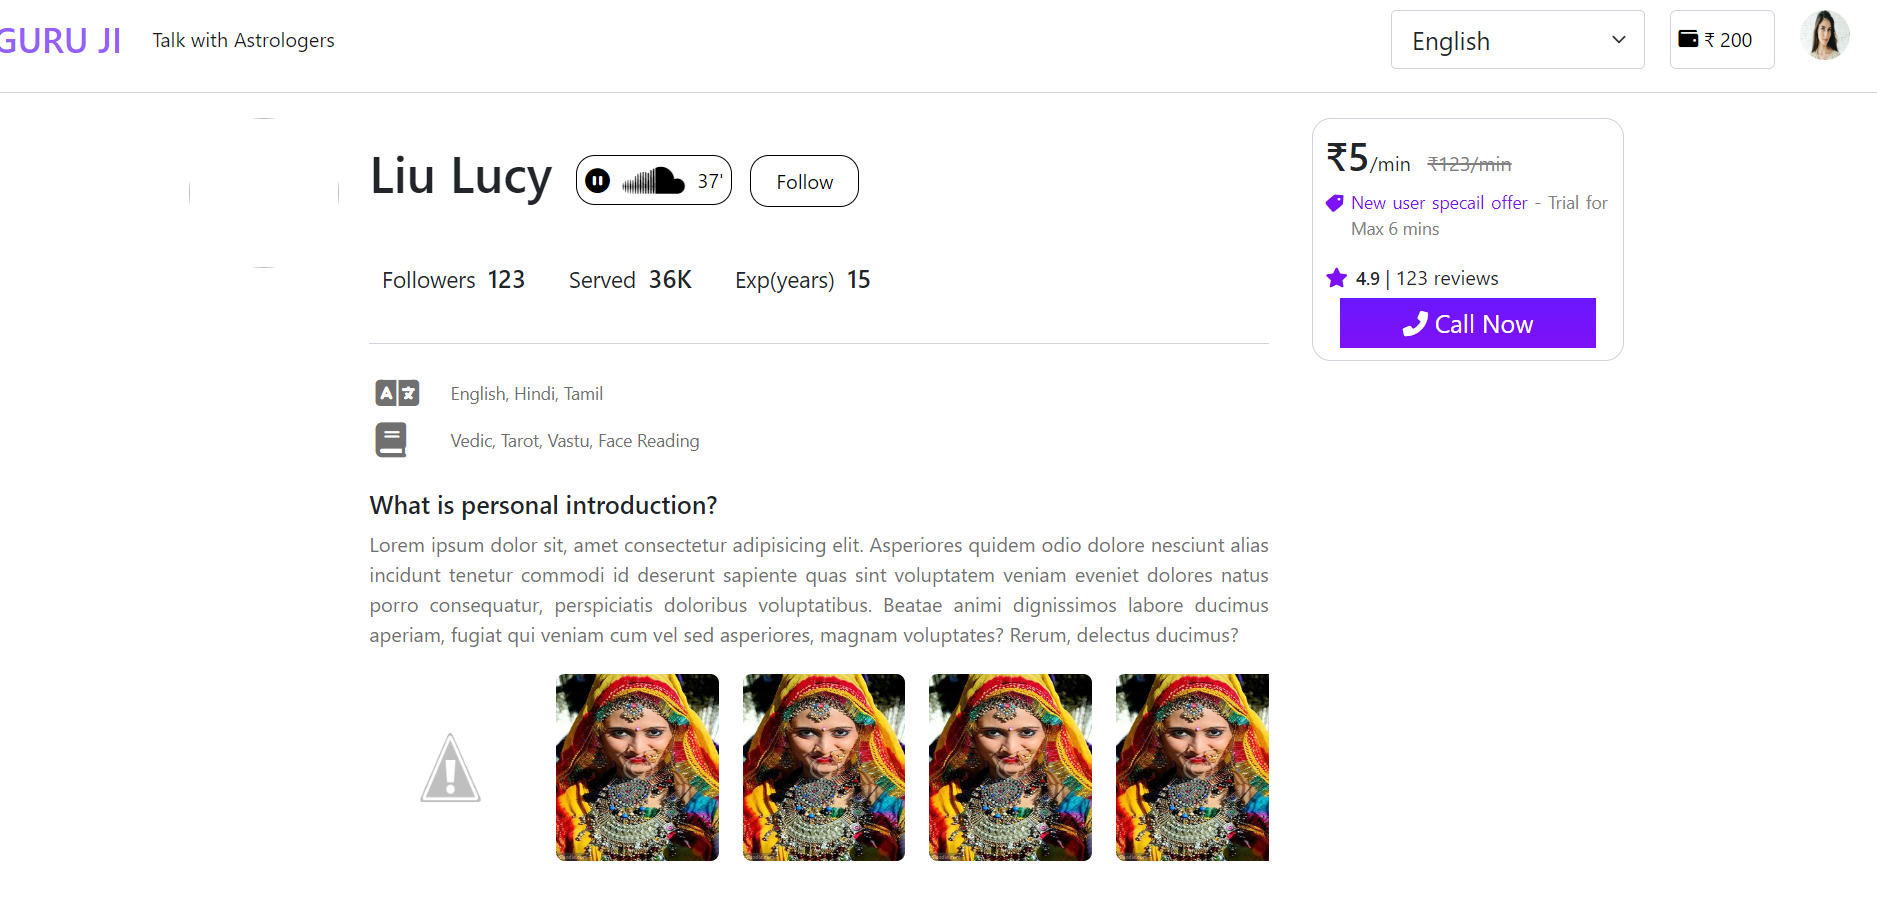 GURU JI
Talk with Astrologers
English
₹ 200
Liu Lucy
37'
Follow
₹5/min ₹123/min
New user specail offer - Trial for
Max 6 mins
4.9 | 123 reviews
Call Now
Followers 123 Served 36K Exp(years) 15
English, Hindi, Tamil
Vedic, Tarot, Vastu, Face Reading
What is personal introduction?
Lorem ipsum dolor sit, amet consectetur adipisicing elit. Asperiores quidem odio dolore nesciunt alias
incidunt tenetur commodi id deserunt sapiente quas sint voluptatem veniam eveniet dolores natus
porro consequatur, perspiciatis doloribus voluptatibus. Beatae animi dignissimos labore ducimus
aperiam, fugiat qui veniam cum vel sed asperiores, magnam voluptates? Rerum, delectus ducimus?